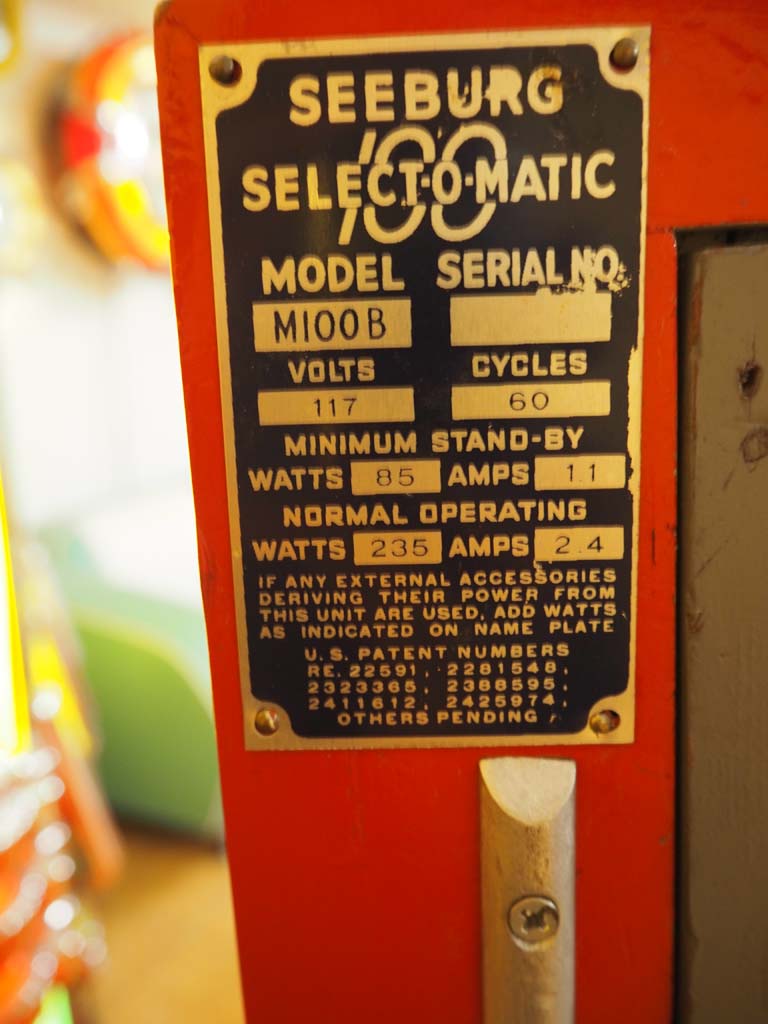 SEEBURG
100
SELECT-O-MATIC
MODEL SERIAL NO.
M100B
VOLTS CYCLES
117 60
MINIMUM STAND-BY
WATTS 85 AMPS 1.1
NORMAL OPERATING
WATTS 235 AMPS 2.4
IF ANY EXTERNAL ACCESSORIES
DERIVING THEIR POWER FROM
THIS UNIT ARE USED, ADD WATTS
AS INDICATED ON NAME PLATE
U.S. PATENT NUMBERS
RE. 22591, 2281548,
2323365, 2388595,
2411612, 2425974,
OTHERS PENDING